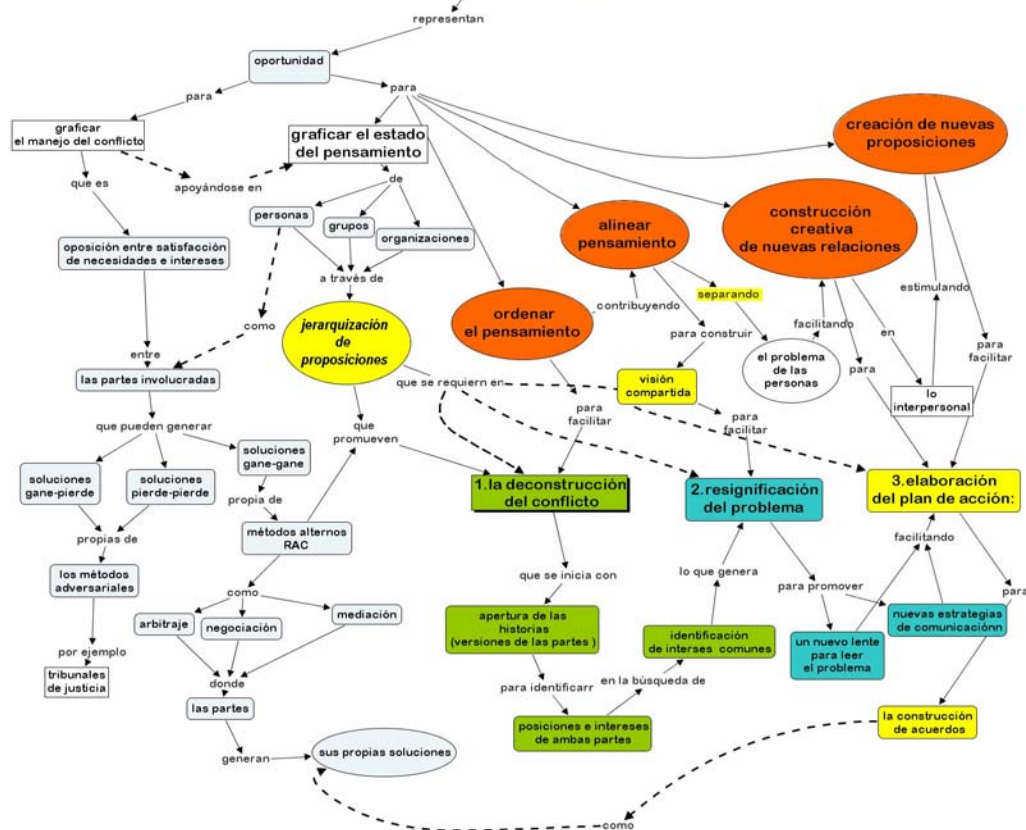 representan
oportunidad
para
para
graficar
el manejo del conflicto
graficar el estado
del pensamiento
creación de nuevas
proposiciones
que es
apoyándose en
de
personas
grupos
organizaciones
alinear
pensamiento
construcción
creativa
de nuevas relaciones
oposición entre satisfacción
de necesidades e intereses
a través de
separando
estimulando
contribuyendo
ordenar
el pensamiento
como
jerarquización
de
proposiciones
para construir
facilitando
en
para
facilitar
entre
el problema
de las
personas
para
las partes involucradas
que se requiern en
visión
compartida
lo
interpersonal
que
promueven
para
facilitar
para
facilitar
que pueden generar
soluciones
gane-gane
soluciones
gane-pierde
soluciones
pierde-pierde
1.la deconstrucción
del conflicto
2.resignificación
del problema
3.elaboración
del plan de acción:
propia de
métodos alternos
RAC
propias de
facilitando
los métodos
adversariales
que se inicia con
lo que genera
para promover
para
como
arbitraje
negociación
mediación
apertura de las
historias
(versiones de las partes )
identificación
de interses comunes
nuevas estrategias
de comunicaciónn
un nuevo lente
para leer
el problema
por ejemplo
tribunales
de justicia
donde
para identificarr
en la búsqueda de
las partes
posiciones e intereses
de ambas partes
la construcción
de acuerdos
generan
sus propias soluciones
como